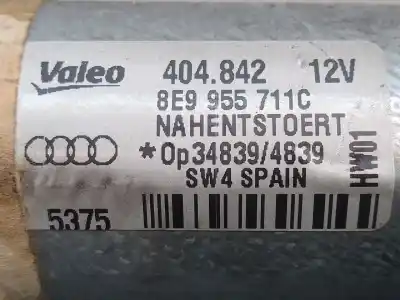 Valeo 404.842 12V
8E9 955 711C
NAHENTSTOERT
*Op34839/4839
SW4 SPAIN
HW01
5375